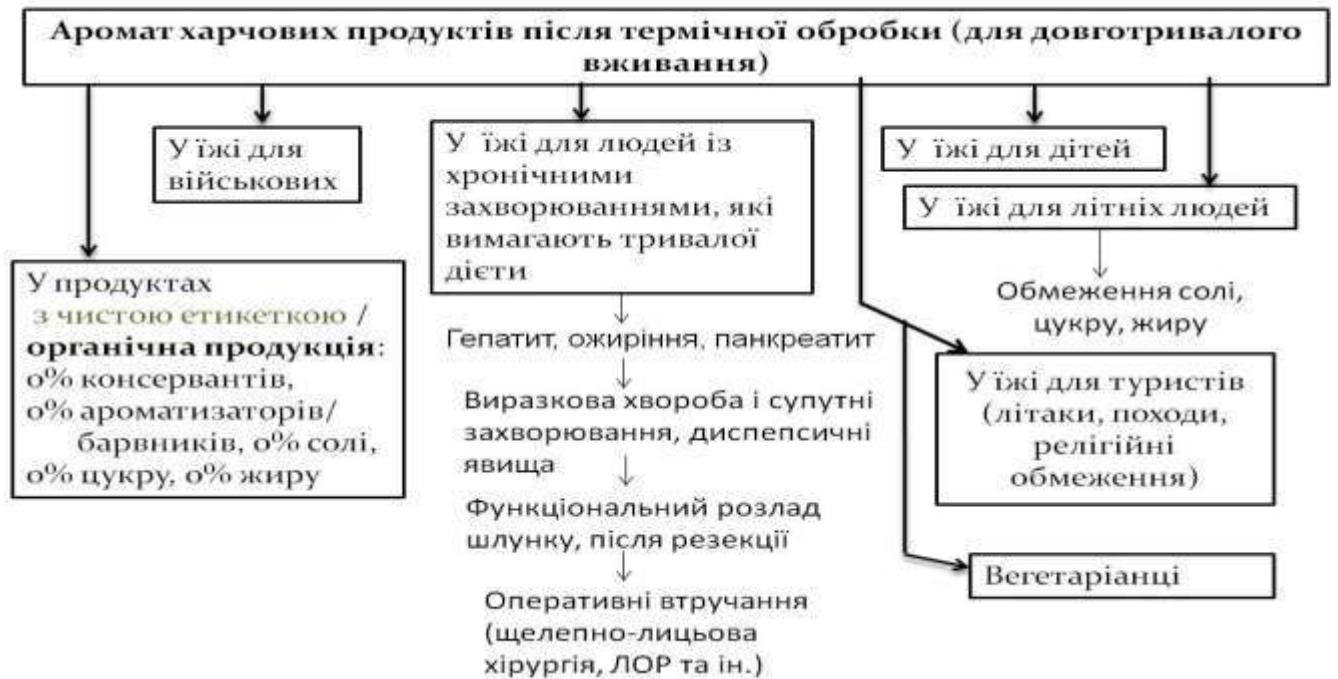 Аромат харчових продуктів після термічної обробки (для довготривалого
вживання)
У їжі для
військових
У їжі для людей із
хронічними
захворюваннями, які
вимагають тривалої
дієти
У їжі для дітей
У їжі для літніх людей
У продуктах
з чистою етикеткою /
органічна продукція:
0% консервантів,
0% ароматизаторів/
барвників, 0% солі,
0% цукру, 0% жиру
Гепатит, ожиріння, панкреатит
Виразкова хвороба і супутні
захворювання, диспепсичні
явища
Функціональний розлад
шлунку, після резекції
Оперативні втручання
(щелепно-лицьова
хірургія, ЛОР та ін.)
Обмеження солі,
цукру, жиру
У їжі для туристів
(літаки, походи,
релігійні
обмеження)
Вегетаріанці